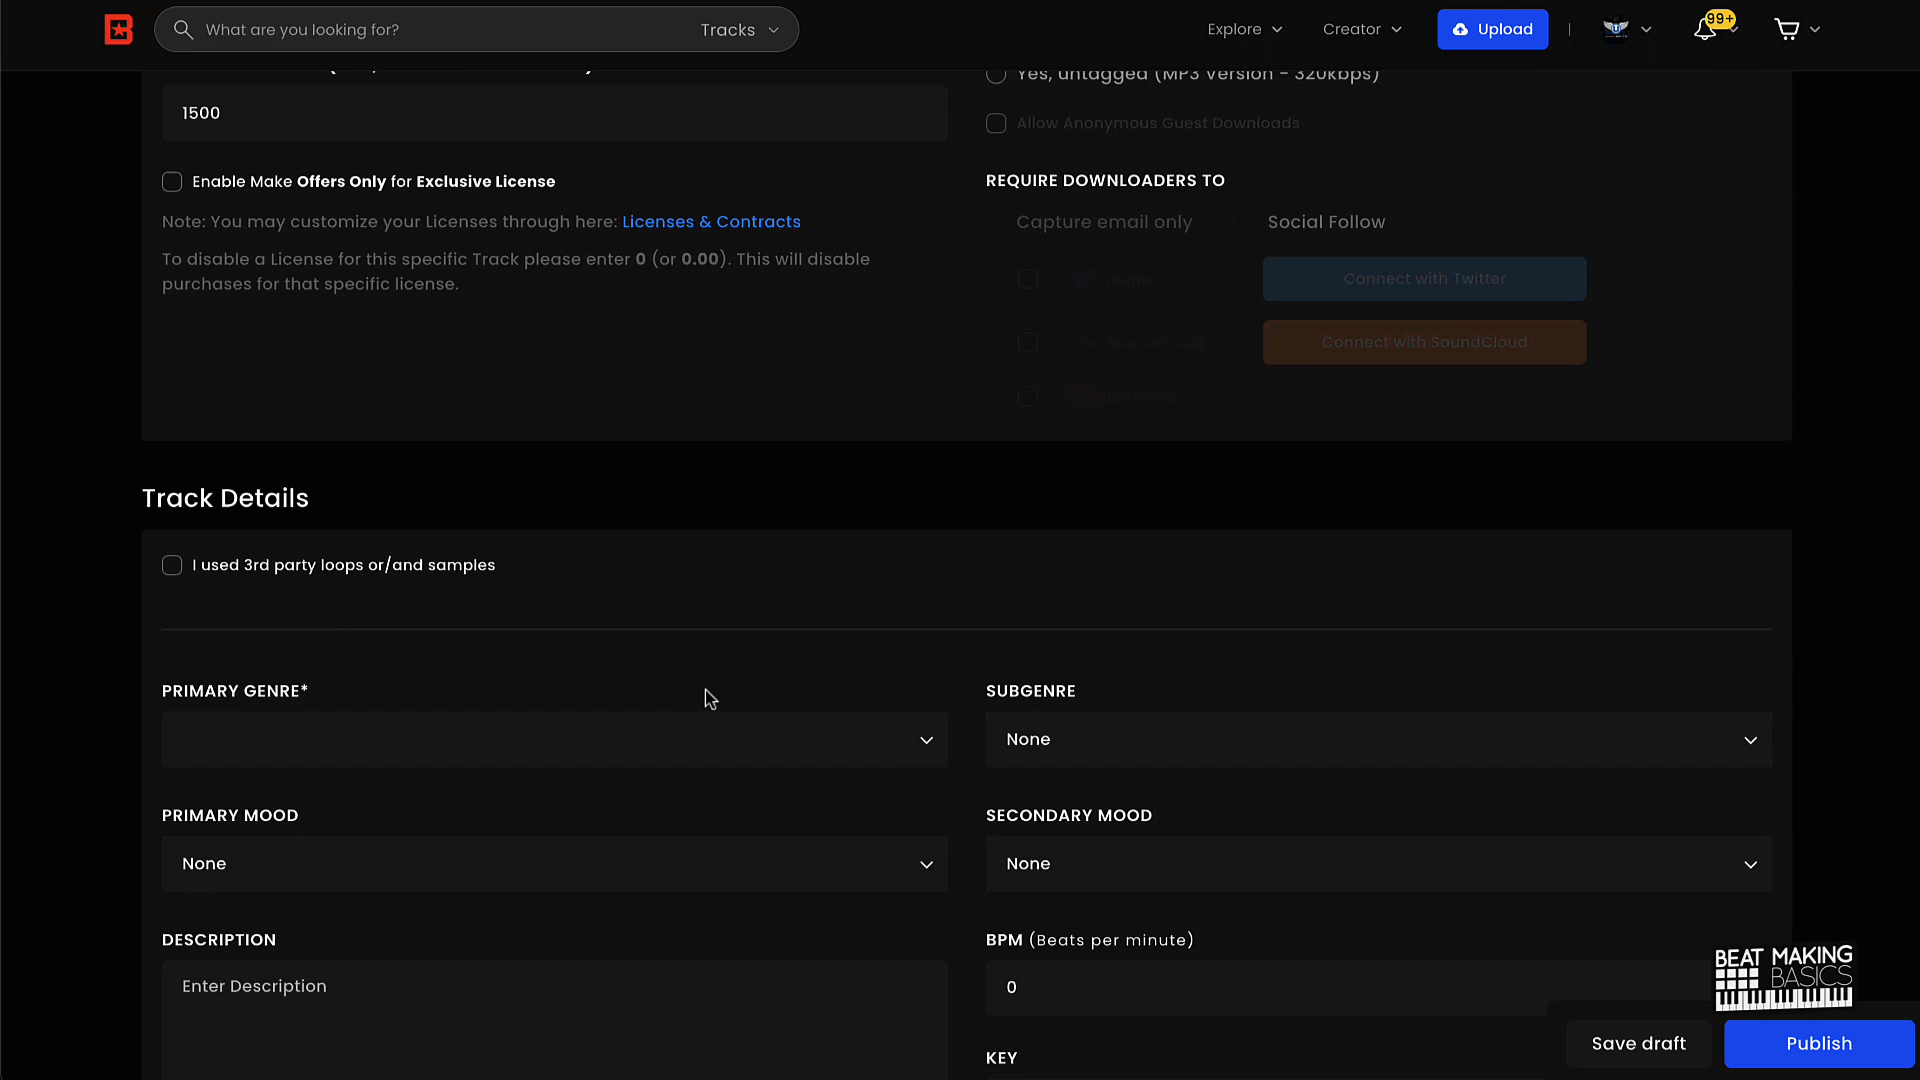 What are you looking for?
Tracks
Explore
Creator
Upload
99+
1500
Enable Make Offers Only for Exclusive License
Note: You may customize your Licenses through here: Licenses & Contracts
To disable a License for this specific Track please enter 0 (or 0.00). This will disable
purchases for that specific license.
Yes, untagged (MP3 Version - 320kbps)
Allow Anonymous Guest Downloads
REQUIRE DOWNLOADERS TO
Capture email only
Social Follow
Connect with Twitter
Connect with SoundCloud
Track Details
I used 3rd party loops or/and samples
PRIMARY GENRE*
SUBGENRE
None
PRIMARY MOOD
None
SECONDARY MOOD
None
DESCRIPTION
Enter Description
BPM (Beats per minute)
0
KEY
BEAT MAKING
BASICS
Save draft
Publish